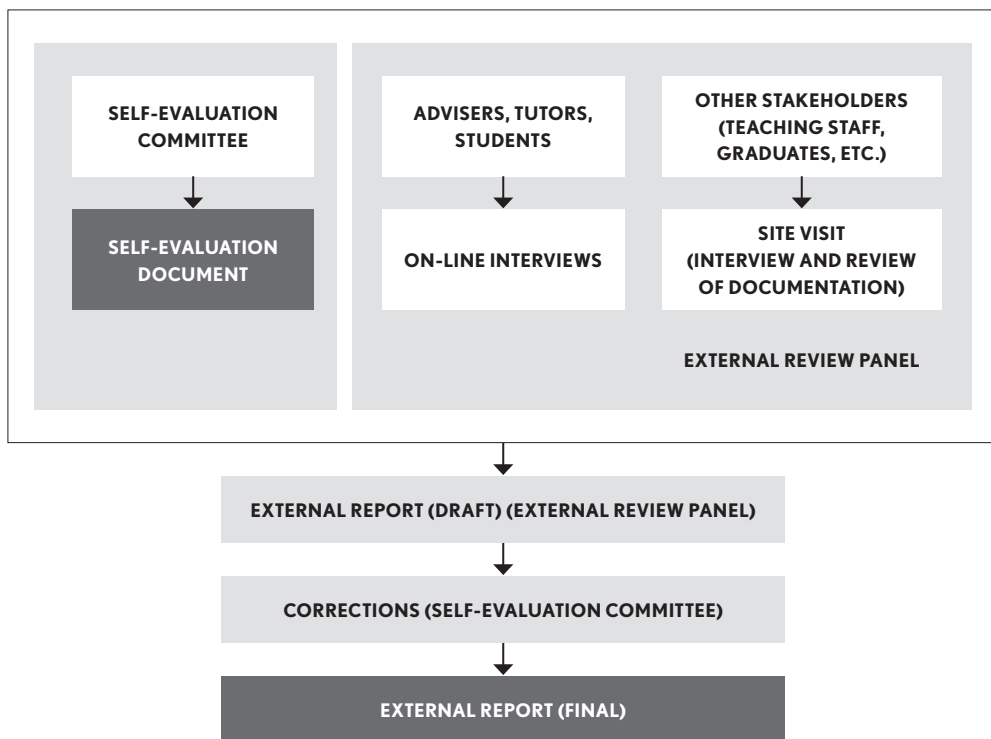 SELF-EVALUATION
COMMITTEE
ADVISERS, TUTORS,
STUDENTS
OTHER STAKEHOLDERS
(TEACHING STAFF,
GRADUATES, ETC.)
SELF-EVALUATION
DOCUMENT
ON-LINE INTERVIEWS
SITE VISIT
(INTERVIEW AND REVIEW
OF DOCUMENTATION)
EXTERNAL REVIEW PANEL
EXTERNAL REPORT (DRAFT) (EXTERNAL REVIEW PANEL)
CORRECTIONS (SELF-EVALUATION COMMITTEE)
EXTERNAL REPORT (FINAL)